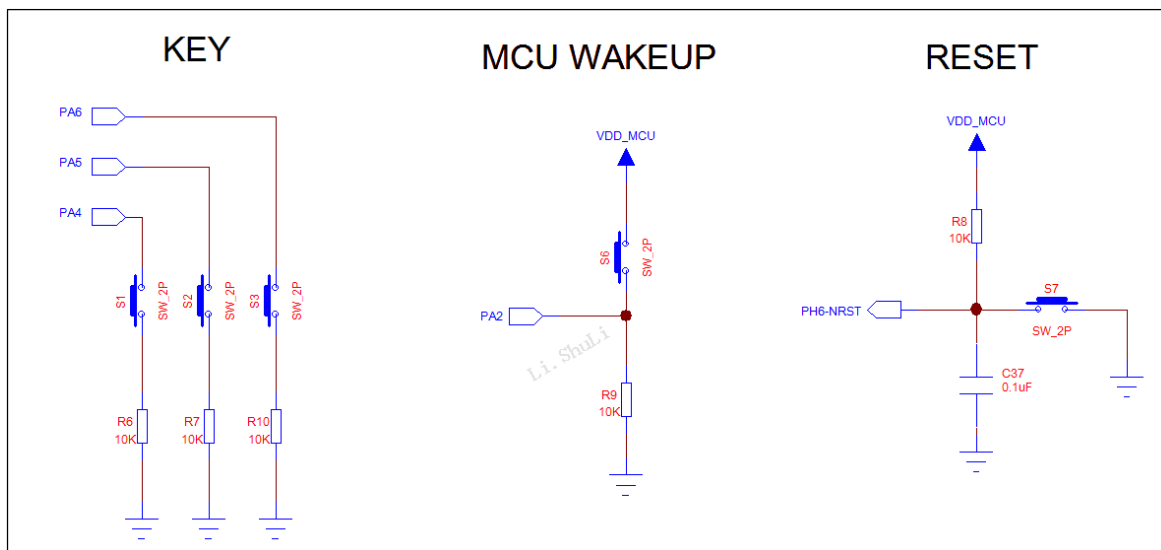 KEY
PA6
PA5
PA4
S1
SW_2P
S2
SW_2P
S3
SW_2P
R6
10K
R7
10K
R10
10K
MCU WAKEUP
VDD_MCU
S6
SW_2P
PA2
Li.ShuLi
R9
10K
RESET
VDD_MCU
R8
10K
PH6-NRST
S7
SW_2P
C37
0.1uF